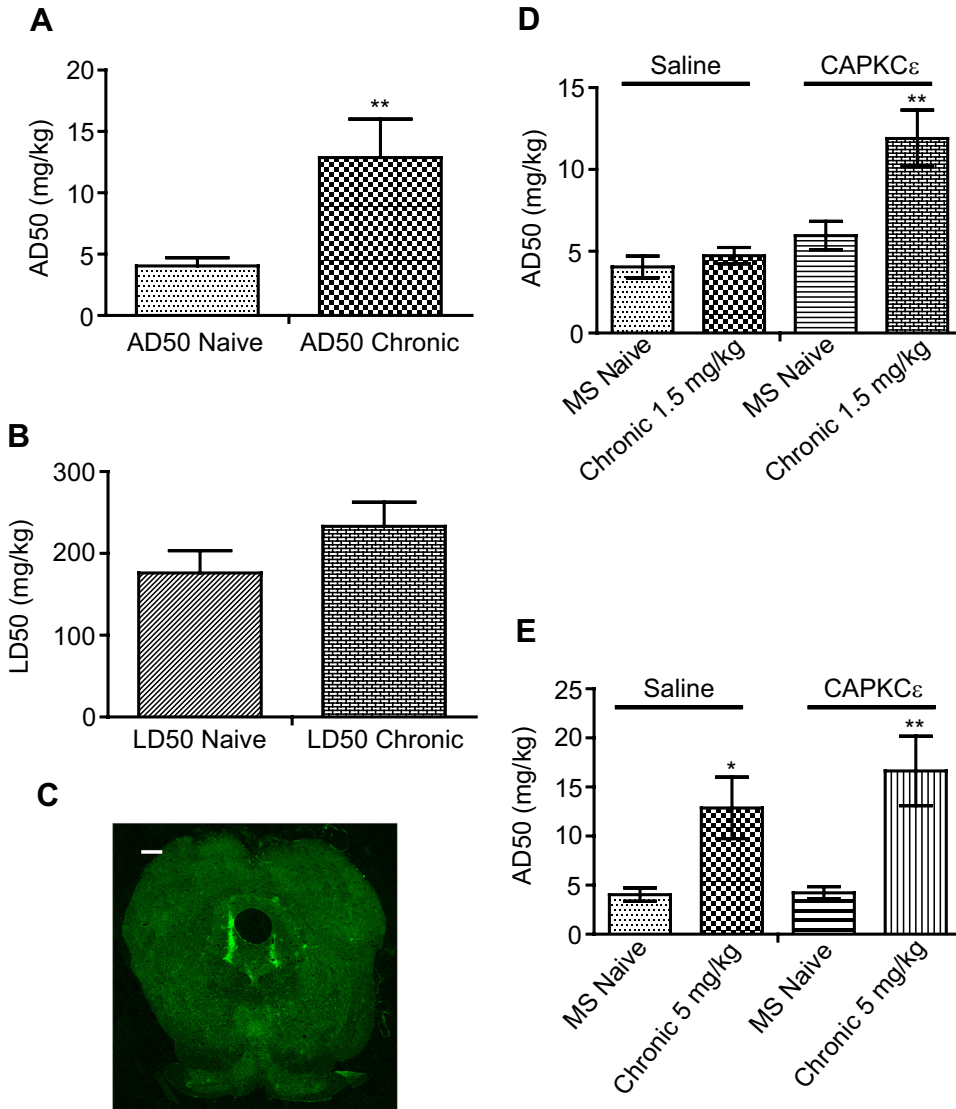 A
AD50 (mg/kg)
20
15
10
5
0
**
AD50 Naive
AD50 Chronic
B
LD50 (mg/kg)
300
200
100
0
LD50 Naive
LD50 Chronic
C
D
Saline
CAPKCε
AD50 (mg/kg)
15
10
5
0
**
MS Naive
Chronic 1.5 mg/kg
MS Naive
Chronic 1.5 mg/kg
E
Saline
CAPKCε
AD50 (mg/kg)
25
20
15
10
5
0
*
**
MS Naive
Chronic 5 mg/kg
MS Naive
Chronic 5 mg/kg